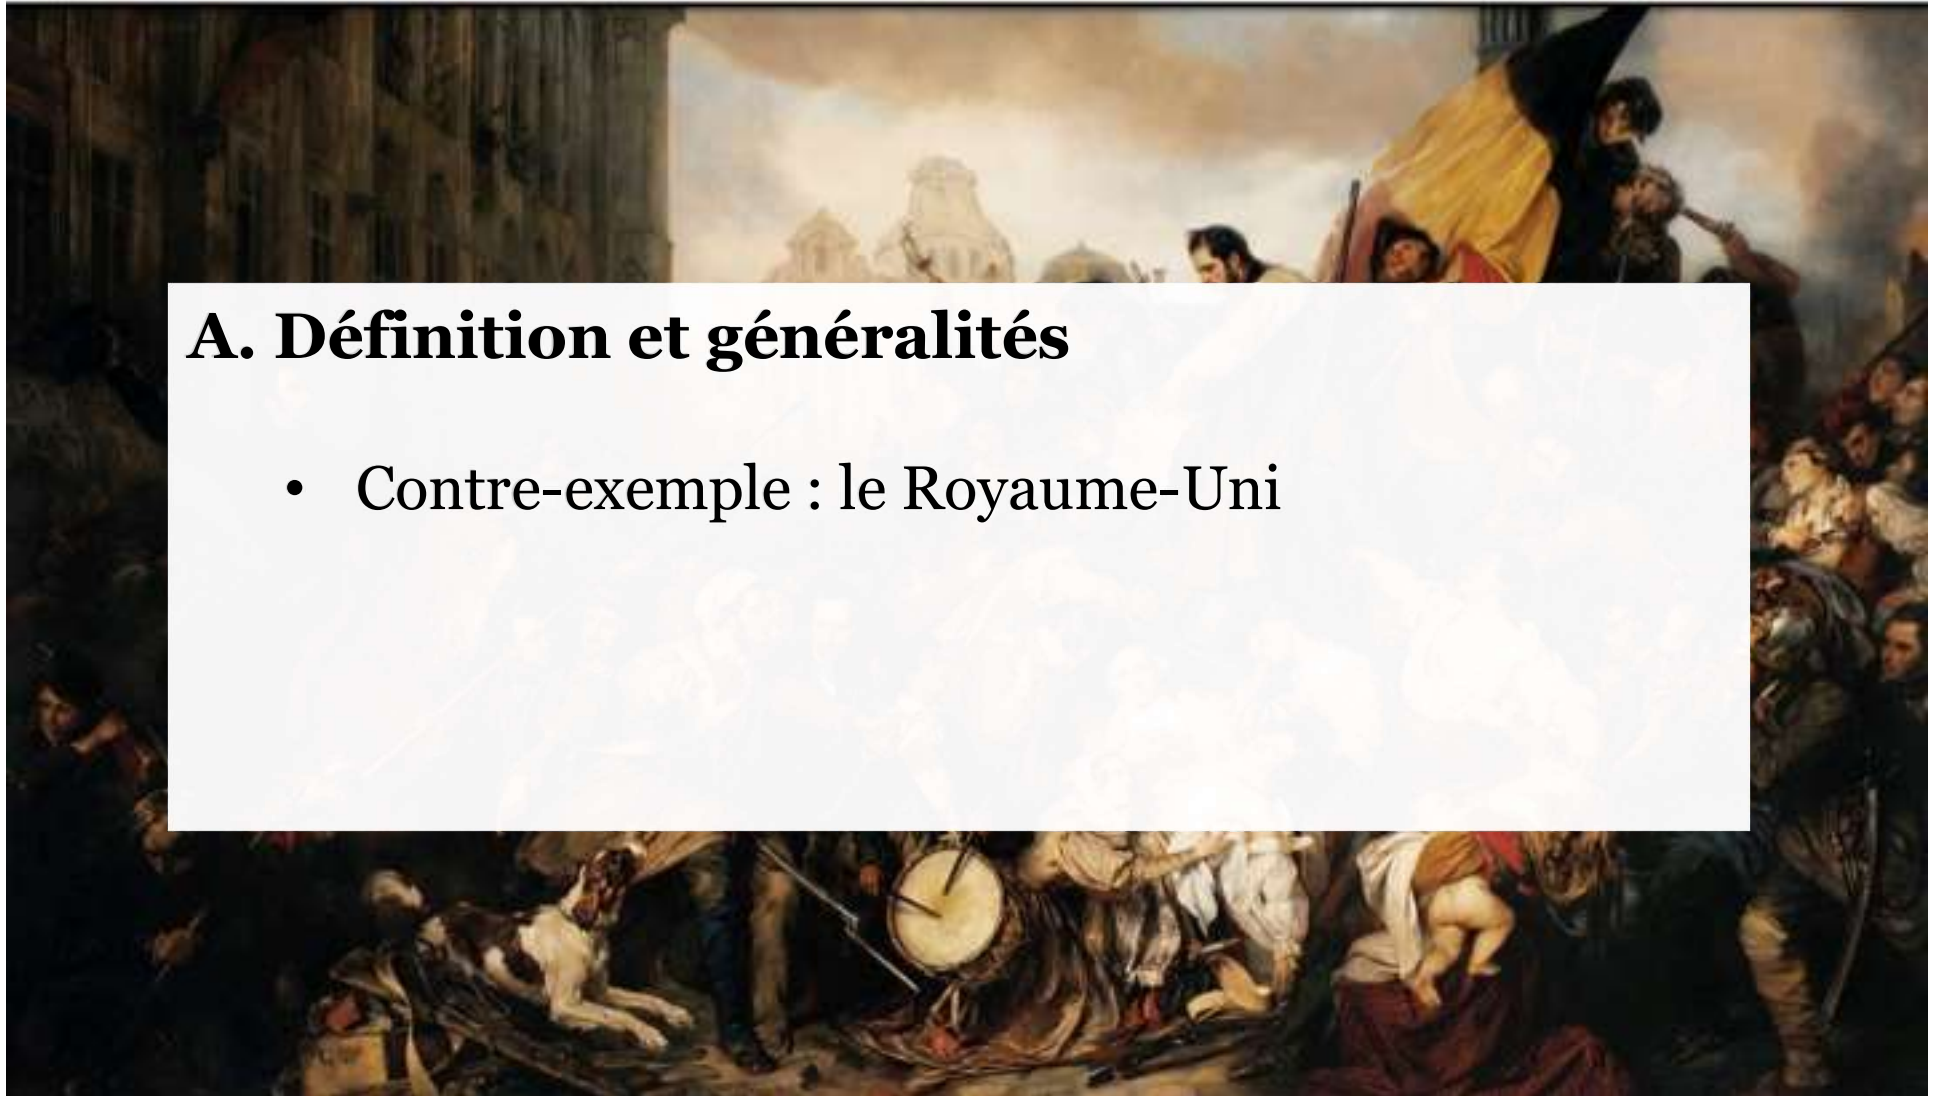 A. Définition et généralités
• Contre-exemple : le Royaume-Uni